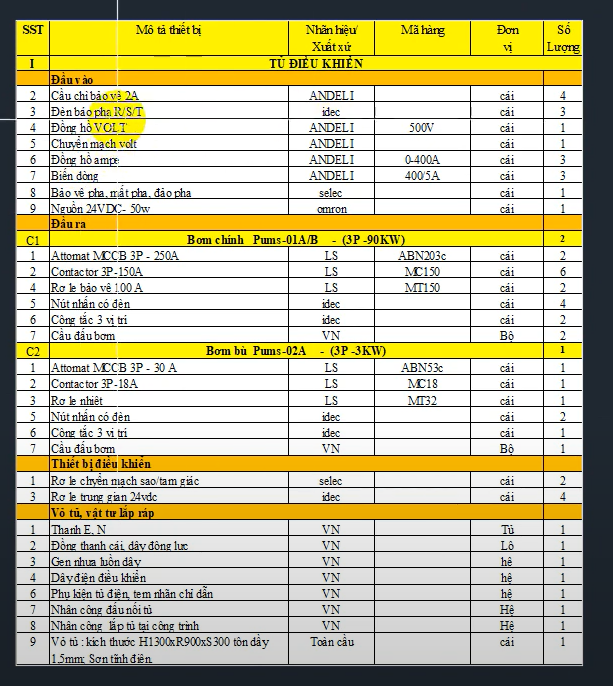 SST Mô tả thiết bị Nhãn hiệu/ Xuất xứ Mã hàng Đơn vị Số Lượng
I TỦ ĐIỀU KHIỂN
Đầu vào
2 Cầu chì bảo vệ 2A ANDELI cái 4
3 Đèn báo pha R/S/T idec cái 3
4 Đồng hồ VOLT ANDELI 500V cái 1
5 Chuyển mạch volt ANDELI cái 1
6 Đồng hồ ampe ANDELI 0-400A cái 3
7 Biến dòng ANDELI 400/5A cái 3
8 Bảo vệ pha, mất pha, đảo pha selec cái 1
9 Nguồn 24VDC- 50w omron cái 1
Đầu ra
C1 Bơm chính Pums-01A/B - (3P -90KW) 2
1 Attomat MCCB 3P - 250A LS ABN203c cái 2
2 Contactor 3P-150A LS MC150 cái 6
4 Rơ le bảo vệ 100 A LS MT150 cái 2
5 Nút nhấn có đèn idec cái 4
6 Công tắc 3 vị trí idec cái 2
7 Cầu đấu bơm VN Bộ 2
C2 Bơm bù Pums-02A - (3P -3KW) 1
1 Attomat MCCB 3P - 30 A LS ABN53c cái 1
2 Contactor 3P-18A LS MC18 cái 1
3 Rơ le nhiệt LS MT32 cái 1
5 Nút nhấn có đèn idec cái 2
6 Công tắc 3 vị trí idec cái 1
7 Cầu đấu bơm VN Bộ 1
Thiết bị điều khiển
1 Rơ le chyển mạch sao/tam giác selec cái 2
3 Rơ le trung gian 24vdc idec cái 4
Vỏ tủ, vật tư lắp ráp
1 Thanh E, N VN Tủ 1
2 Đồng thanh cái, dây động lực VN Lô 1
3 Gen nhựa luồn dây VN hệ 1
4 Dây điện điều khiển VN hệ 1
6 Phụ kiện tủ điện, tem nhãn chỉ dẫn VN hệ 1
7 Nhân công đấu nối tủ VN Hệ 1
8 Nhân công lắp tủ tại công trình VN Hệ 1
9 Vỏ tủ : kích thước H1300xR900xS300 tôn dầy Toàn cầu cái 1
1,5mm; Sơn tĩnh điện.